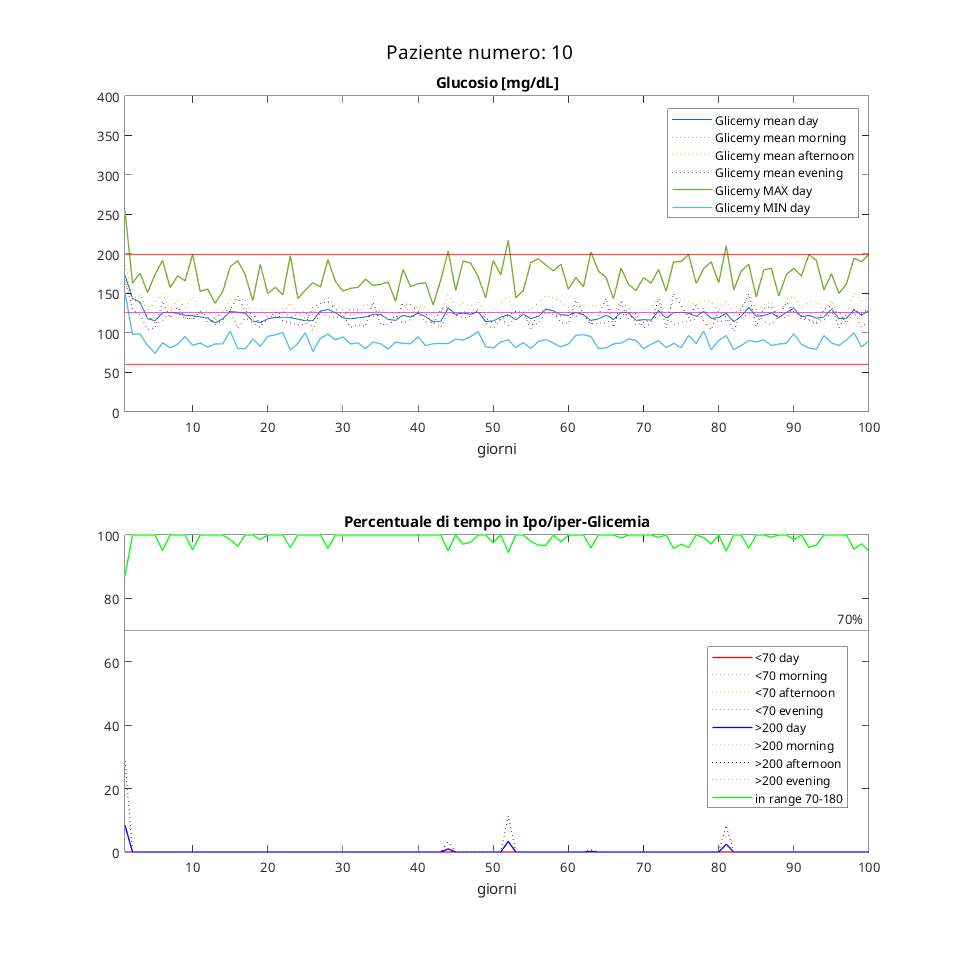 Paziente numero: 10
Glucosio [mg/dL]
400
350
300
250
200
150
100
50
0
Glicemy mean day
Glicemy mean morning
Glicemy mean afternoon
Glicemy mean evening
Glicemy MAX day
Glicemy MIN day
10 20 30 40 50 60 70 80 90 100
giorni
Percentuale di tempo in Ipo/iper-Glicemia
100
80
60
40
20
0
70%
<70 day
<70 morning
<70 afternoon
<70 evening
>200 day
>200 morning
>200 afternoon
>200 evening
in range 70-180
10 20 30 40 50 60 70 80 90 100
giorni